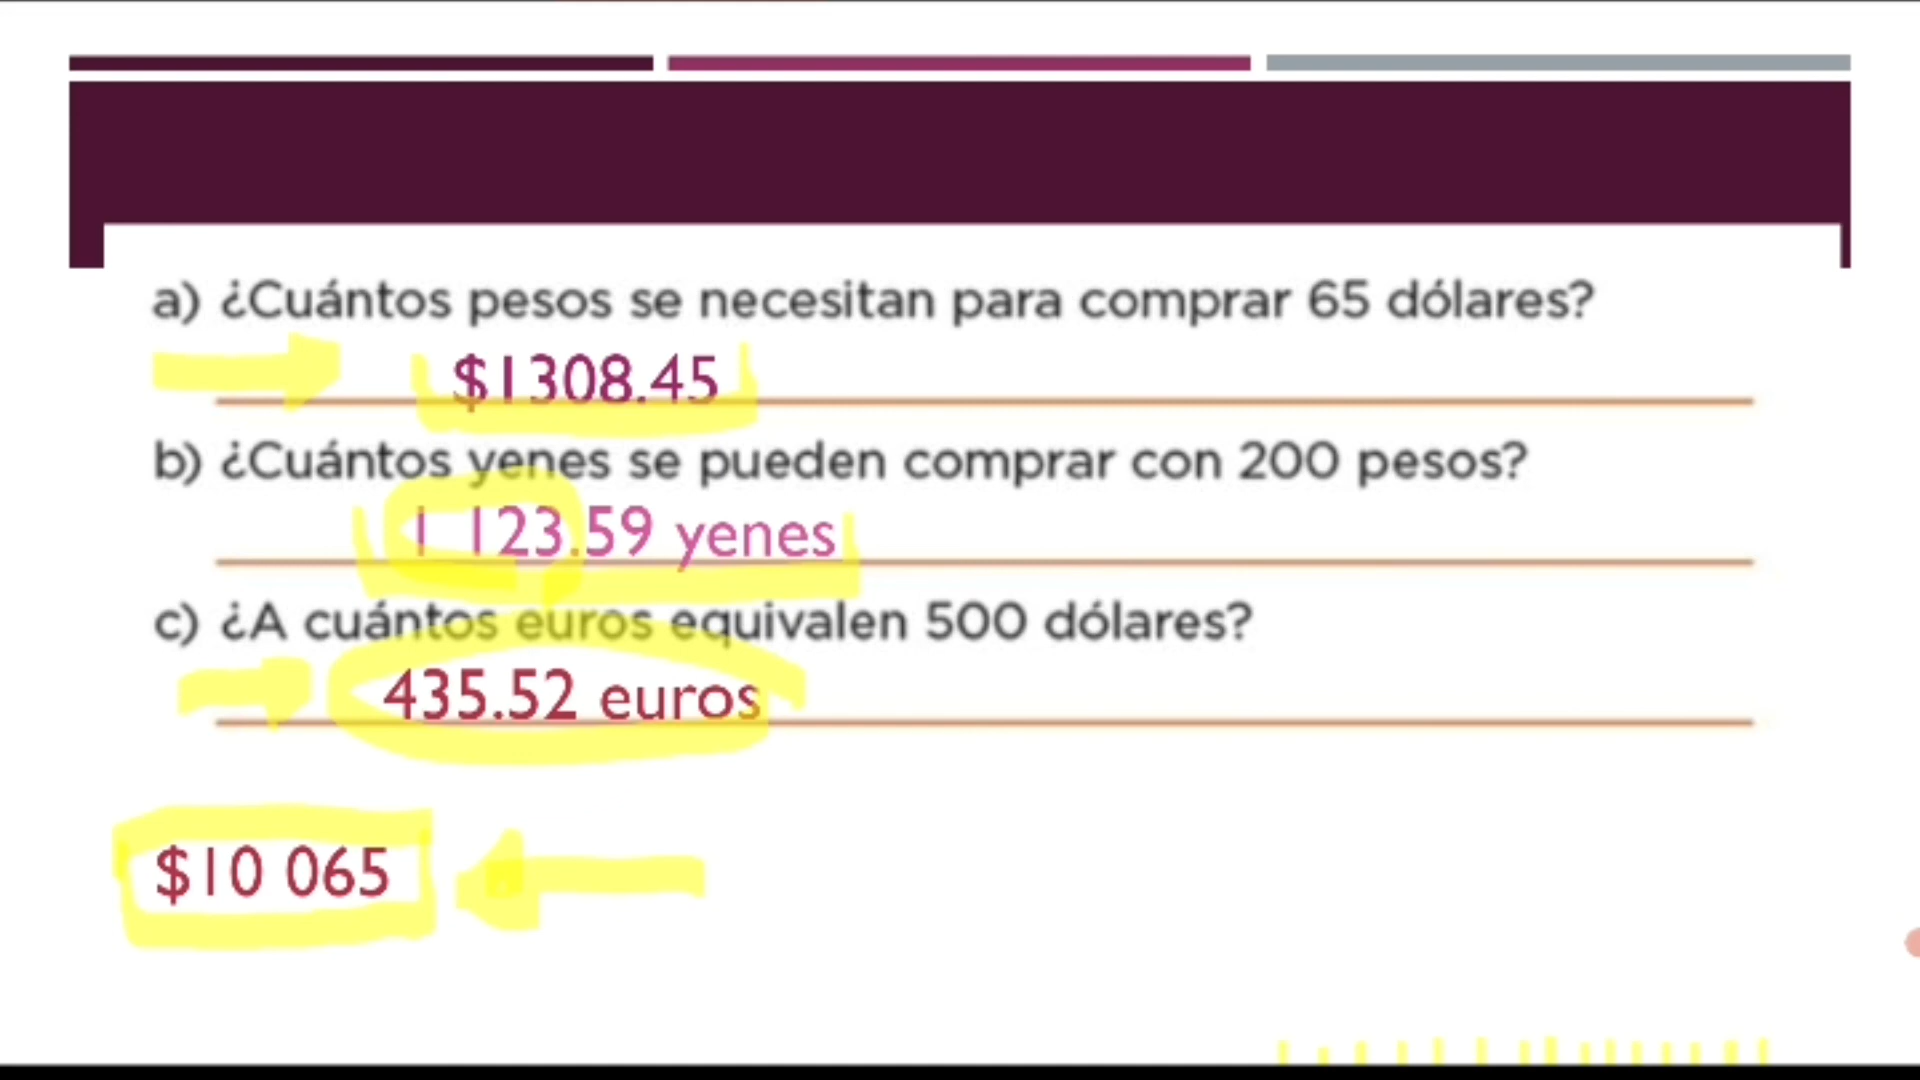 a) ¿Cuántos pesos se necesitan para comprar 65 dólares?
$1308.45
b) ¿Cuántos yenes se pueden comprar con 200 pesos?
1 123.59 yenes
c) ¿A cuántos euros equivalen 500 dólares?
435.52 euros
$10 065